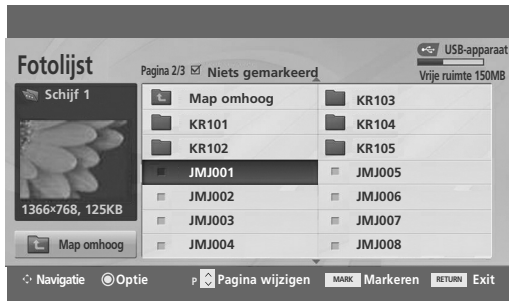 USB-apparaat
Fotolijst
Pagina 2/3 Niets gemarkeerd
Vrije ruimte 150MB
Schijf 1
Map omhoog
KR101
KR102
JMJ001
JMJ002
JMJ003
JMJ004
KR103
KR104
KR105
JMJ005
JMJ006
JMJ007
JMJ008
1366×768, 125KB
Map omhoog
Navigatie Optie P Pagina wijzigen MARK Markeren RETURN Exit